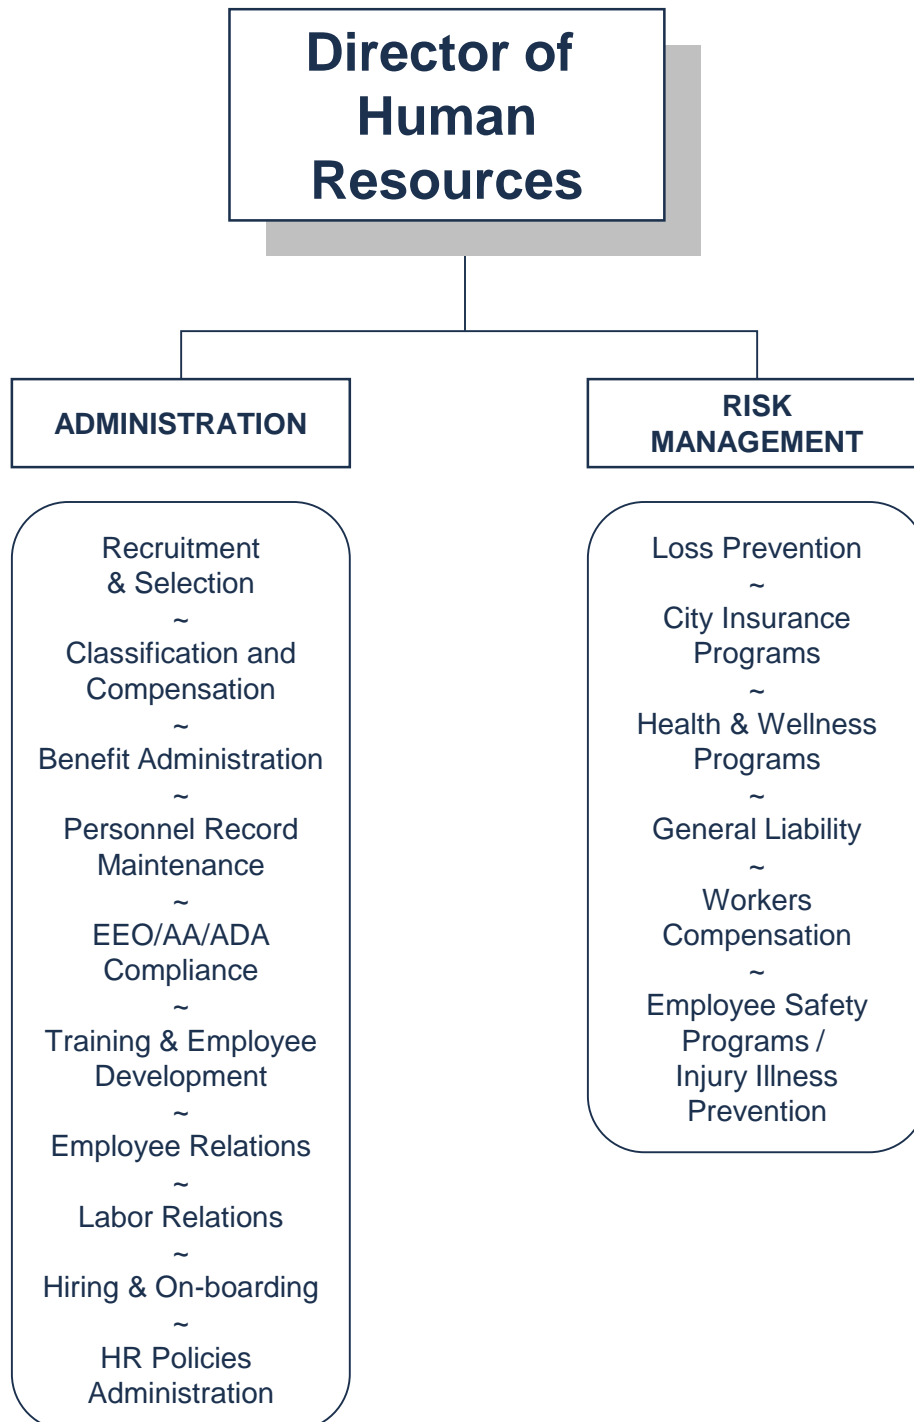 Director of
Human
Resources
ADMINISTRATION
RISK
MANAGEMENT
Recruitment
& Selection
~
Classification and
Compensation
~
Benefit Administration
~
Personnel Record
Maintenance
~
EEO/AA/ADA
Compliance
~
Training & Employee
Development
~
Employee Relations
~
Labor Relations
~
Hiring & On-boarding
~
HR Policies
Administration
Loss Prevention
~
City Insurance
Programs
~
Health & Wellness
Programs
~
General Liability
~
Workers
Compensation
~
Employee Safety
Programs /
Injury Illness
Prevention